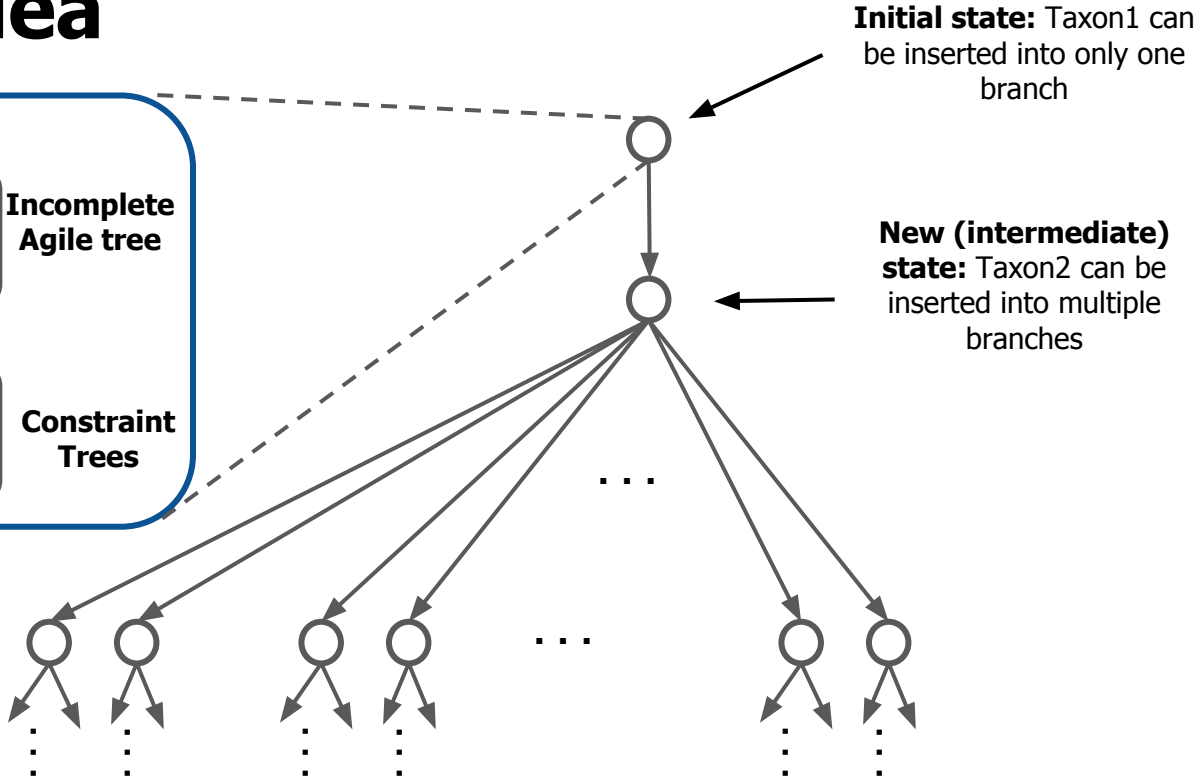 Initial state: Taxon1 can
be inserted into only one
branch
Incomplete
Agile tree
New (intermediate)
state: Taxon2 can be
inserted into multiple
branches
Constraint
Trees
. . .
. . .